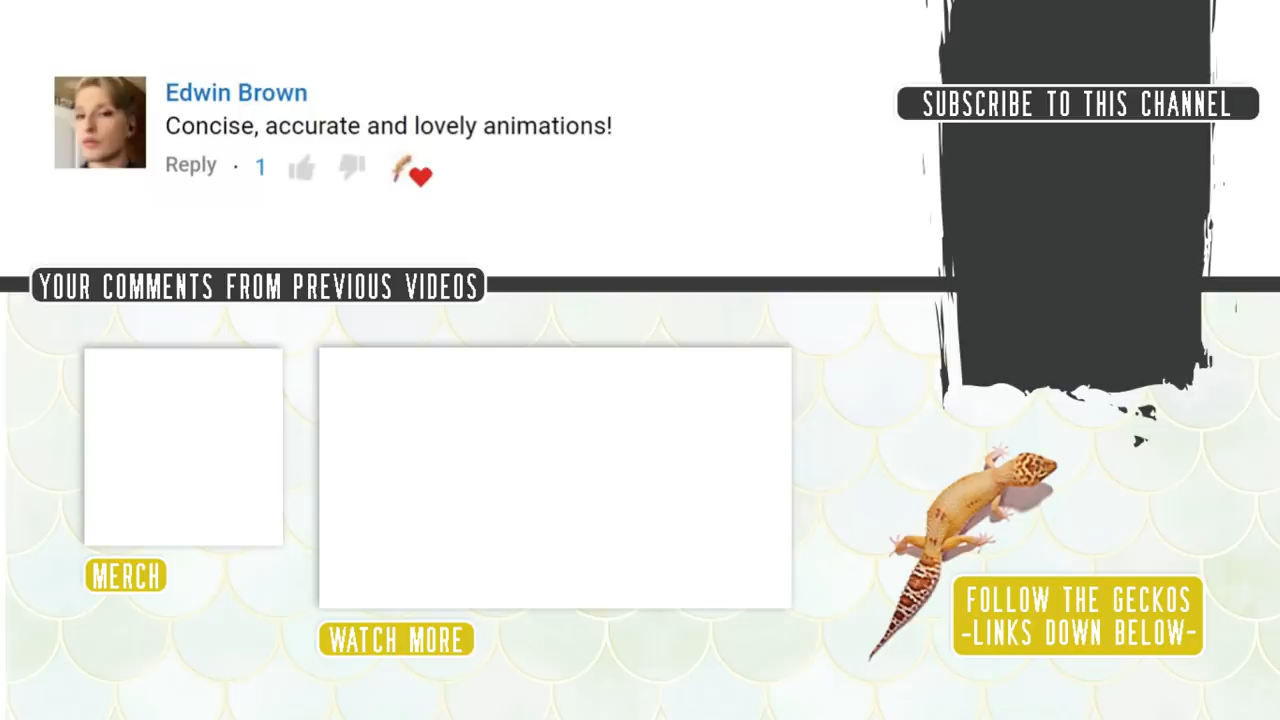 Edwin Brown
Concise, accurate and lovely animations!
Reply · 1
SUBSCRIBE TO THIS CHANNEL
YOUR COMMENTS FROM PREVIOUS VIDEOS
MERCH
WATCH MORE
FOLLOW THE GECKOS
-LINKS DOWN BELOW-